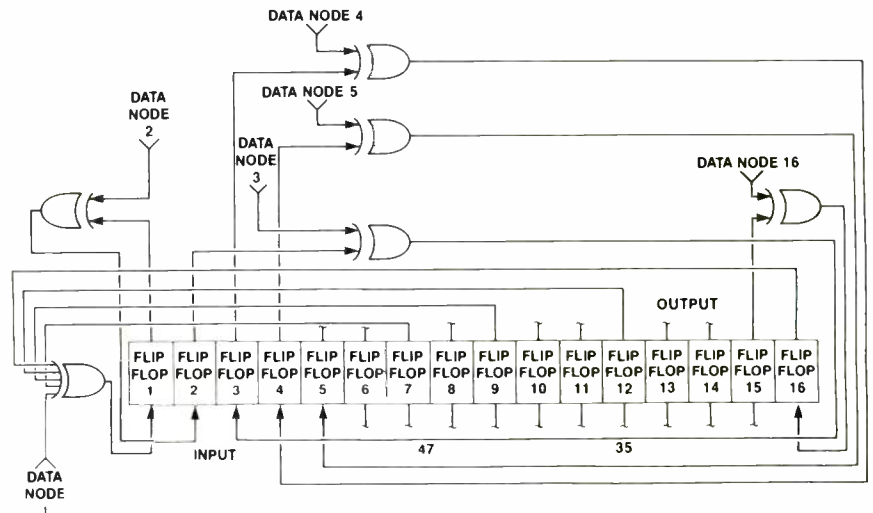 DATA NODE 4
DATA NODE 5
DATA
NODE
2
DATA
NODE
3
DATA NODE 16
OUTPUT
FLIP FLOP 1
FLIP FLOP 2
FLIP FLOP 3
FLIP FLOP 4
FLIP FLOP 5
FLIP FLOP 6
FLIP FLOP 7
FLIP FLOP 8
FLIP FLOP 9
FLIP FLOP 10
FLIP FLOP 11
FLIP FLOP 12
FLIP FLOP 13
FLIP FLOP 14
FLIP FLOP 15
FLIP FLOP 16
INPUT
47
35
DATA
NODE
1